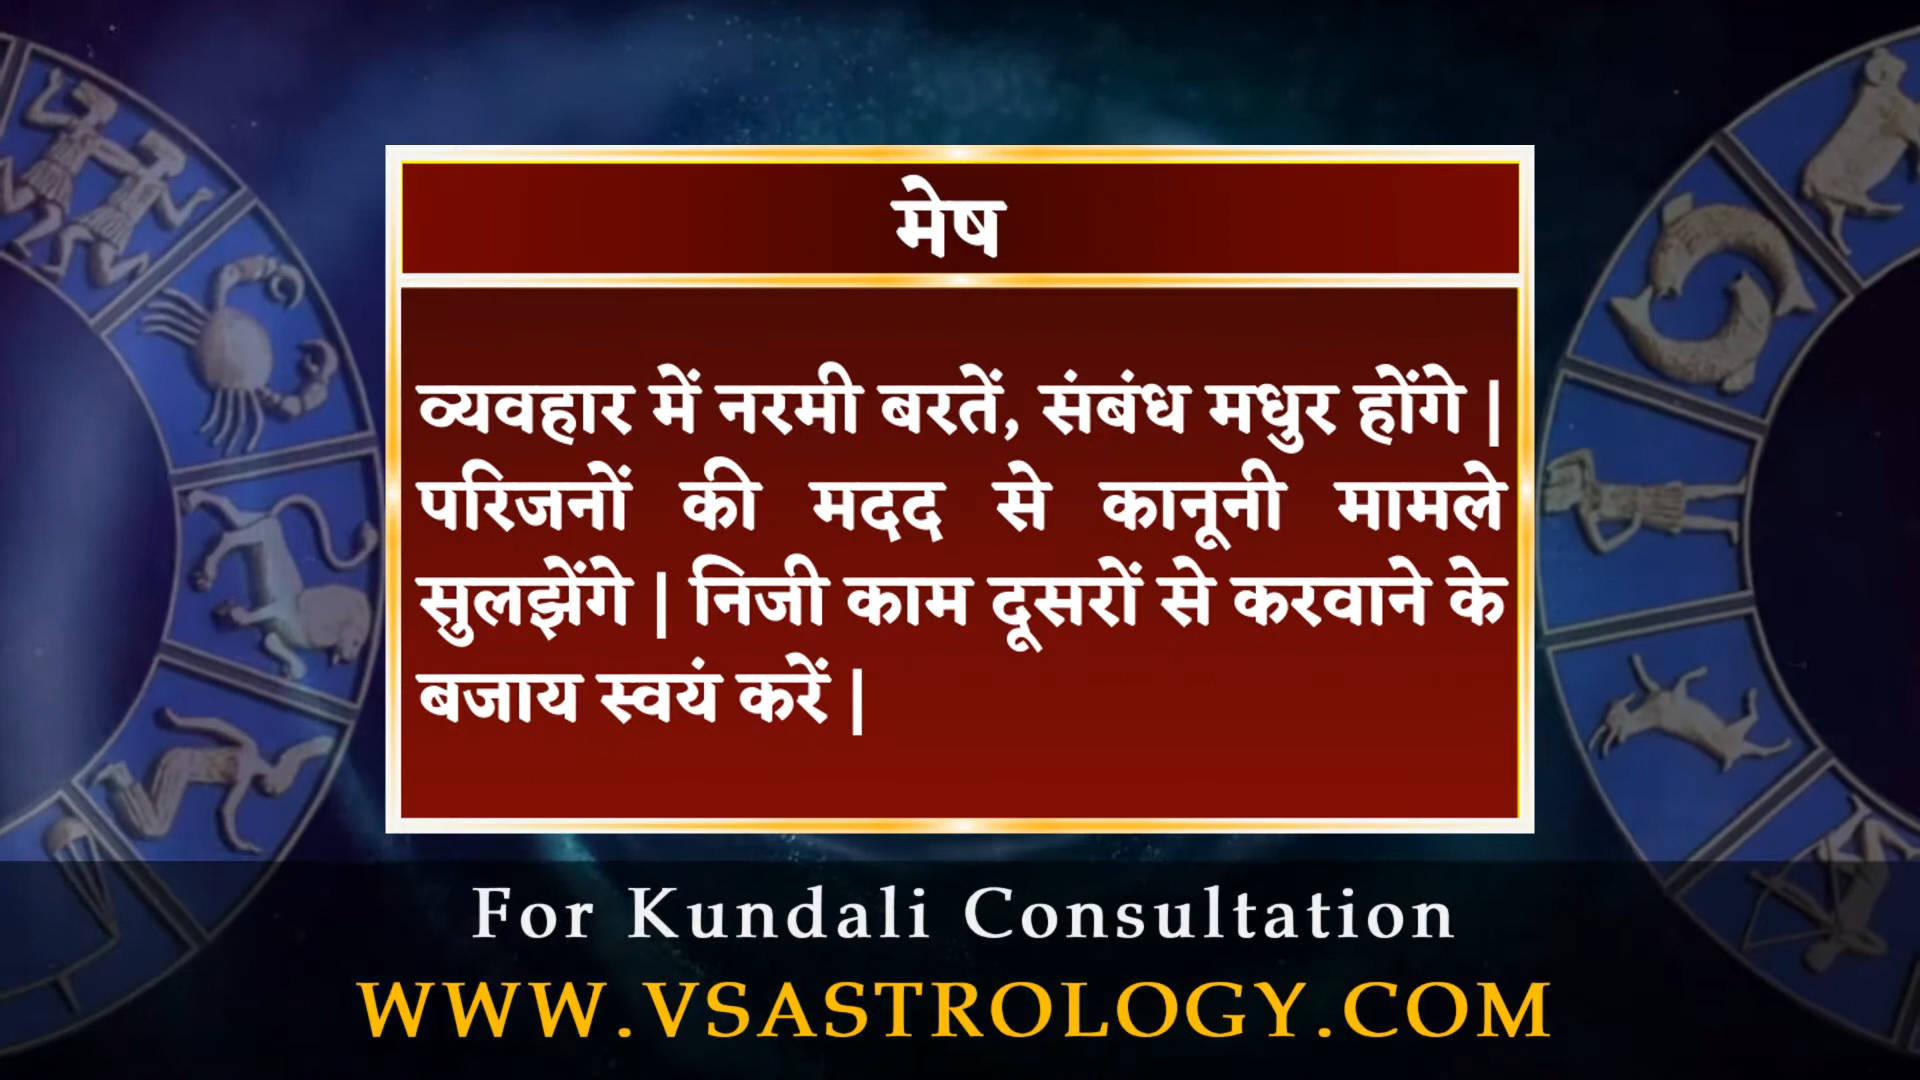 मेष
व्यवहार में नरमी बरतें, संबंध मधुर होंगे |
परिजनों की मदद से कानूनी मामले
सुलझेंगे | निजी काम दूसरों से करवाने के
बजाय स्वयं करें |
For Kundali Consultation
WWW.VSASTROLOGY.COM